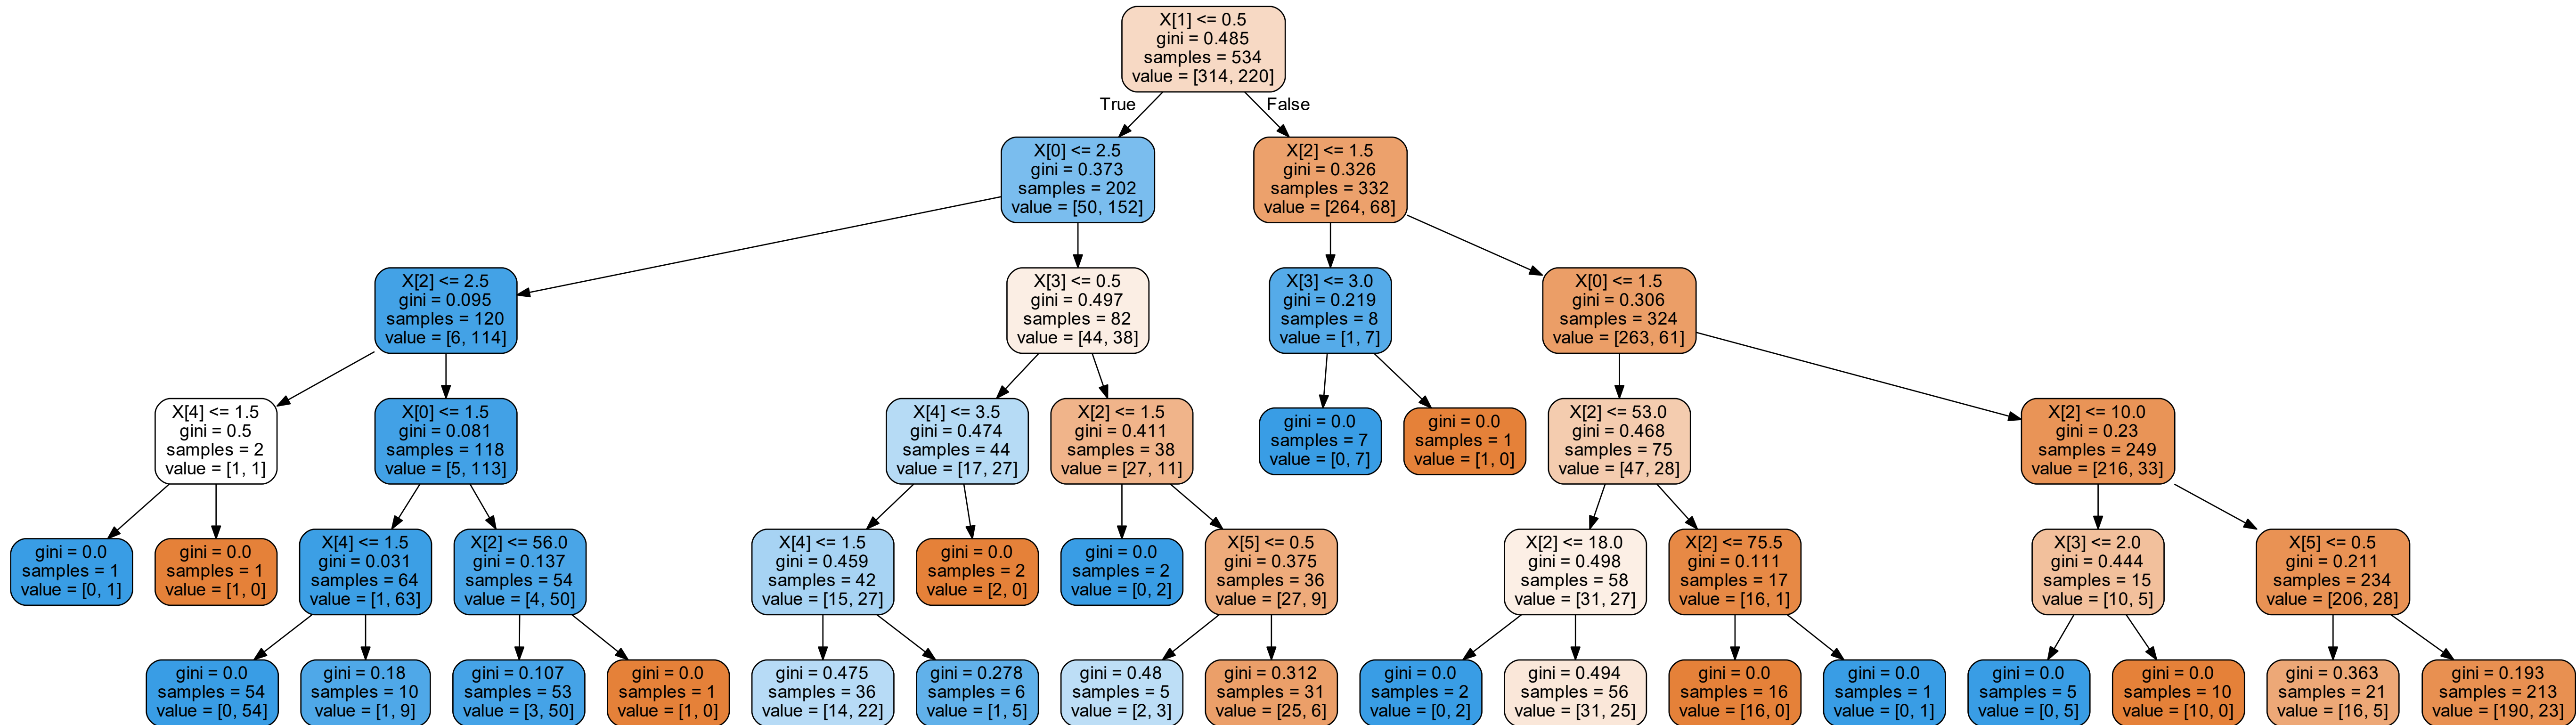 X[1] <= 0.5
gini = 0.485
samples = 534
value = [314, 220]
True
False
X[0] <= 2.5
gini = 0.373
samples = 202
value = [50, 152]
X[2] <= 1.5
gini = 0.326
samples = 332
value = [264, 68]
X[2] <= 2.5
gini = 0.095
samples = 120
value = [6, 114]
X[3] <= 0.5
gini = 0.497
samples = 82
value = [44, 38]
X[3] <= 3.0
gini = 0.219
samples = 8
value = [1, 7]
X[0] <= 1.5
gini = 0.306
samples = 324
value = [263, 61]
X[4] <= 1.5
gini = 0.5
samples = 2
value = [1, 1]
X[0] <= 1.5
gini = 0.081
samples = 118
value = [5, 113]
X[4] <= 3.5
gini = 0.474
samples = 44
value = [17, 27]
X[2] <= 1.5
gini = 0.411
samples = 38
value = [27, 11]
gini = 0.0
samples = 7
value = [0, 7]
gini = 0.0
samples = 1
value = [1, 0]
X[2] <= 53.0
gini = 0.468
samples = 75
value = [47, 28]
X[2] <= 10.0
gini = 0.23
samples = 249
value = [216, 33]
gini = 0.0
samples = 1
value = [0, 1]
gini = 0.0
samples = 1
value = [1, 0]
X[4] <= 1.5
gini = 0.031
samples = 64
value = [1, 63]
X[2] <= 56.0
gini = 0.137
samples = 54
value = [4, 50]
X[4] <= 1.5
gini = 0.459
samples = 42
value = [15, 27]
gini = 0.0
samples = 2
value = [2, 0]
gini = 0.0
samples = 2
value = [0, 2]
X[5] <= 0.5
gini = 0.375
samples = 36
value = [27, 9]
X[2] <= 18.0
gini = 0.498
samples = 58
value = [31, 27]
X[2] <= 75.5
gini = 0.111
samples = 17
value = [16, 1]
X[3] <= 2.0
gini = 0.444
samples = 15
value = [10, 5]
X[5] <= 0.5
gini = 0.211
samples = 234
value = [206, 28]
gini = 0.0
samples = 54
value = [0, 54]
gini = 0.18
samples = 10
value = [1, 9]
gini = 0.107
samples = 53
value = [3, 50]
gini = 0.0
samples = 1
value = [1, 0]
gini = 0.475
samples = 36
value = [14, 22]
gini = 0.278
samples = 6
value = [1, 5]
gini = 0.48
samples = 5
value = [2, 3]
gini = 0.312
samples = 31
value = [25, 6]
gini = 0.0
samples = 2
value = [0, 2]
gini = 0.494
samples = 56
value = [31, 25]
gini = 0.0
samples = 16
value = [16, 0]
gini = 0.0
samples = 1
value = [0, 1]
gini = 0.0
samples = 5
value = [0, 5]
gini = 0.0
samples = 10
value = [10, 0]
gini = 0.363
samples = 21
value = [16, 5]
gini = 0.193
samples = 213
value = [190, 23]